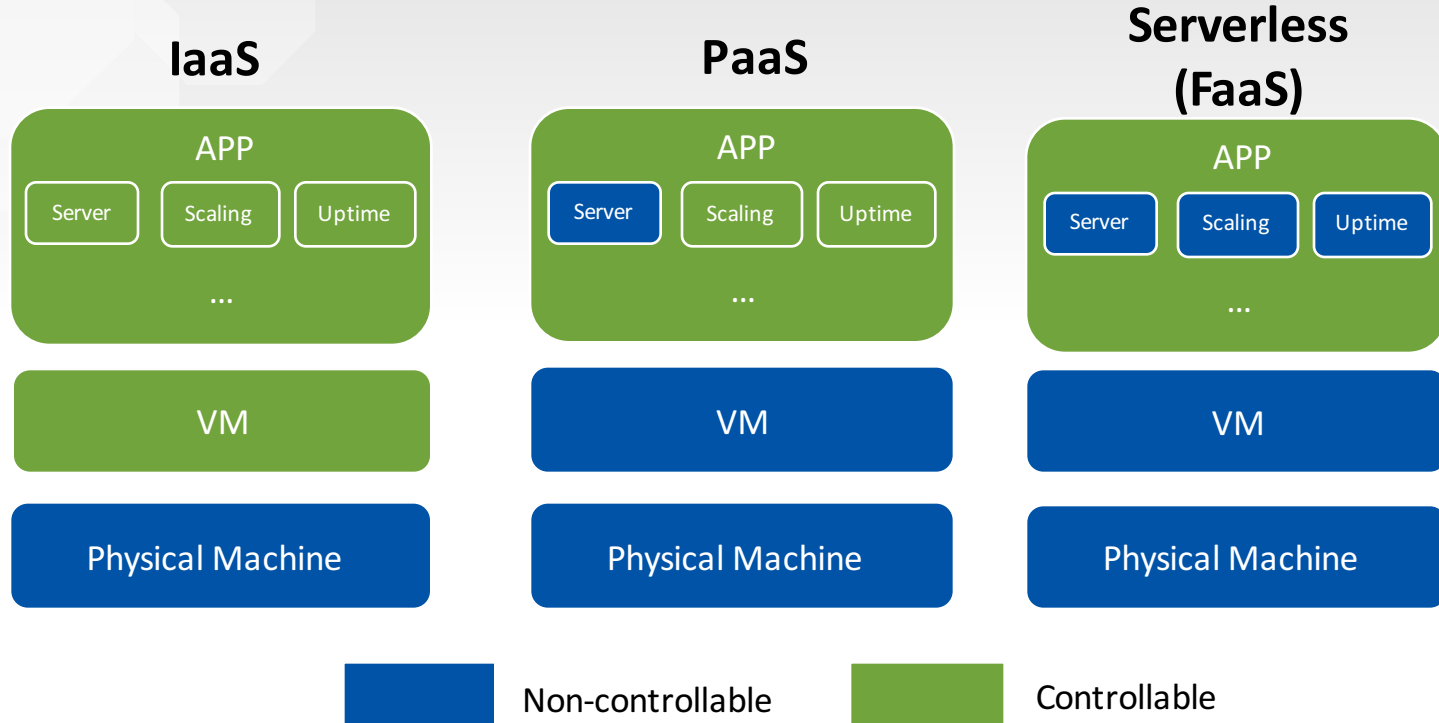 IaaS
APP
Server Scaling Uptime
...
VM
Physical Machine
PaaS
APP
Server Scaling Uptime
...
VM
Physical Machine
Serverless
(FaaS)
APP
Server Scaling Uptime
...
VM
Physical Machine
Non-controllable
Controllable